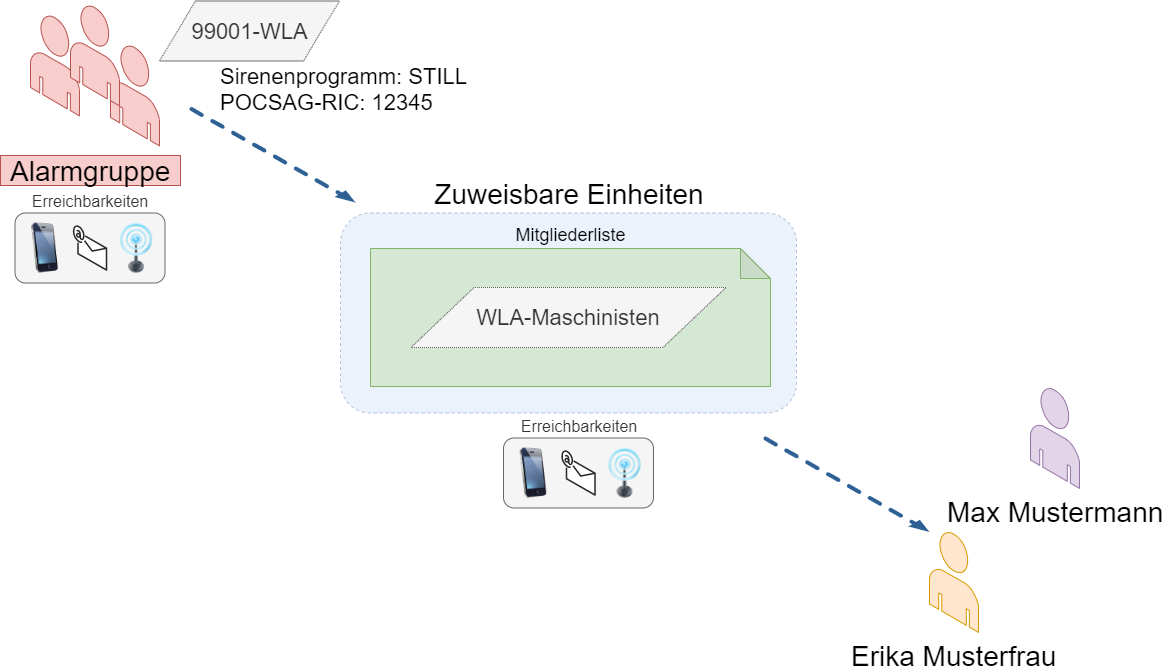 99001-WLA
Sirenenprogramm: STILL
POCSAG-RIC: 12345
Alarmgruppe
Erreichbarkeiten
@
Zuweisbare Einheiten
Mitgliederliste
WLA-Maschinisten
Erreichbarkeiten
@
Max Mustermann
Erika Musterfrau